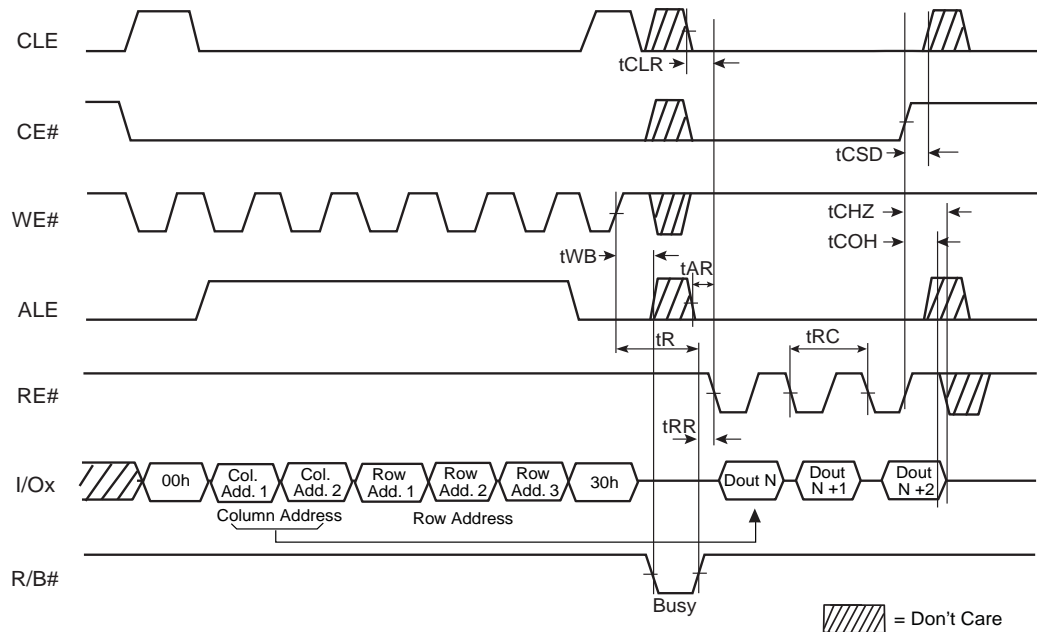 CLE
tCLR
CE#
tCSD
WE#
tCHZ
tCOH
tWB
tAR
ALE
tR
tRC
RE#
tRR
I/Ox
00h
Col. Add. 1
Col. Add. 2
Row Add. 1
Row Add. 2
Row Add. 3
30h
Dout N
Dout N +1
Dout N +2
Column Address
Row Address
R/B#
Busy
= Don't Care